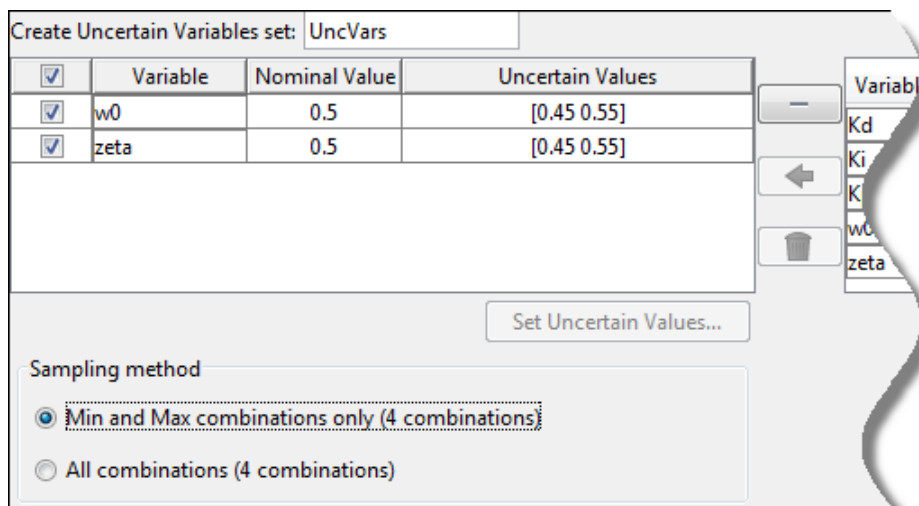 Create Uncertain Variables set: UncVars
Variable Nominal Value Uncertain Values
w0 0.5 [0.45 0.55]
zeta 0.5 [0.45 0.55]
Kd
Ki
w0
zeta
Set Uncertain Values...
Sampling method
Min and Max combinations only (4 combinations)
All combinations (4 combinations)